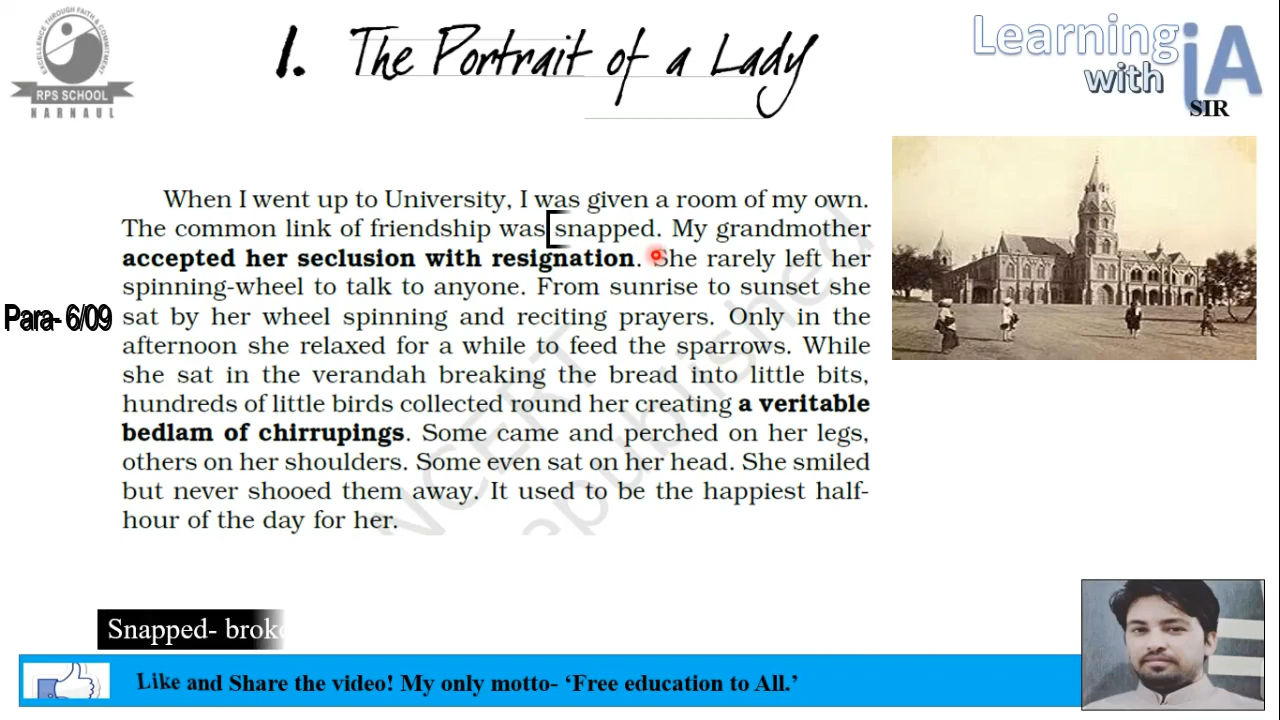 EXCELLENCE THROUGH FAITH & COMMITMENT
RPS SCHOOL
NARNAUL
1. The Portrait of a Lady
Learning
with iA
SIR
When I went up to University, I was given a room of my own.
The common link of friendship was snapped. My grandmother
accepted her seclusion with resignation. She rarely left her
spinning-wheel to talk to anyone. From sunrise to sunset she
Para- 6/09
sat by her wheel spinning and reciting prayers. Only in the
afternoon she relaxed for a while to feed the sparrows. While
she sat in the verandah breaking the bread into little bits,
hundreds of little birds collected round her creating a veritable
bedlam of chirrupings. Some came and perched on her legs,
others on her shoulders. Some even sat on her head. She smiled
but never shooed them away. It used to be the happiest half-
hour of the day for her.
NCERT
republished
Snapped- brok
Like and Share the video! My only motto- ‘Free education to All.’